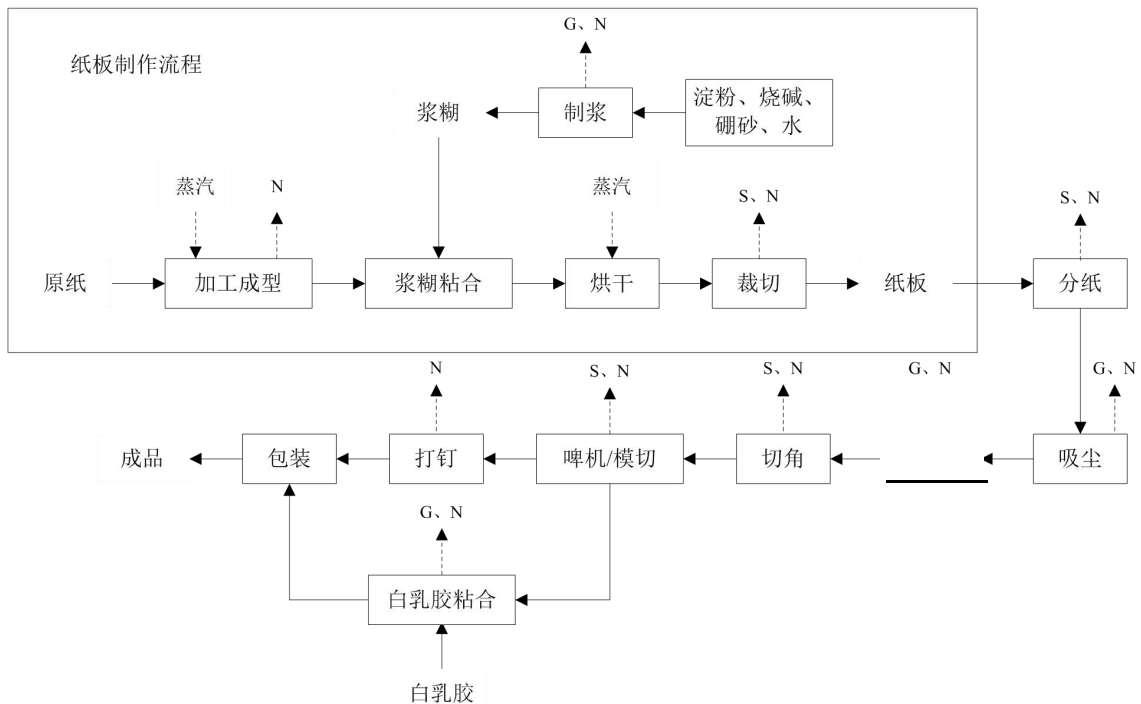 纸板制作流程
G、N
浆糊
制浆
淀粉、烧碱、
硼砂、水
蒸汽
N
蒸汽
S、N
S、N
原纸
加工成型
浆糊粘合
烘干
裁切
纸板
分纸
N
S、N
S、N
G、N
G、N
成品
包装
打钉
啤机/模切
切角
吸尘
G、N
白乳胶粘合
白乳胶